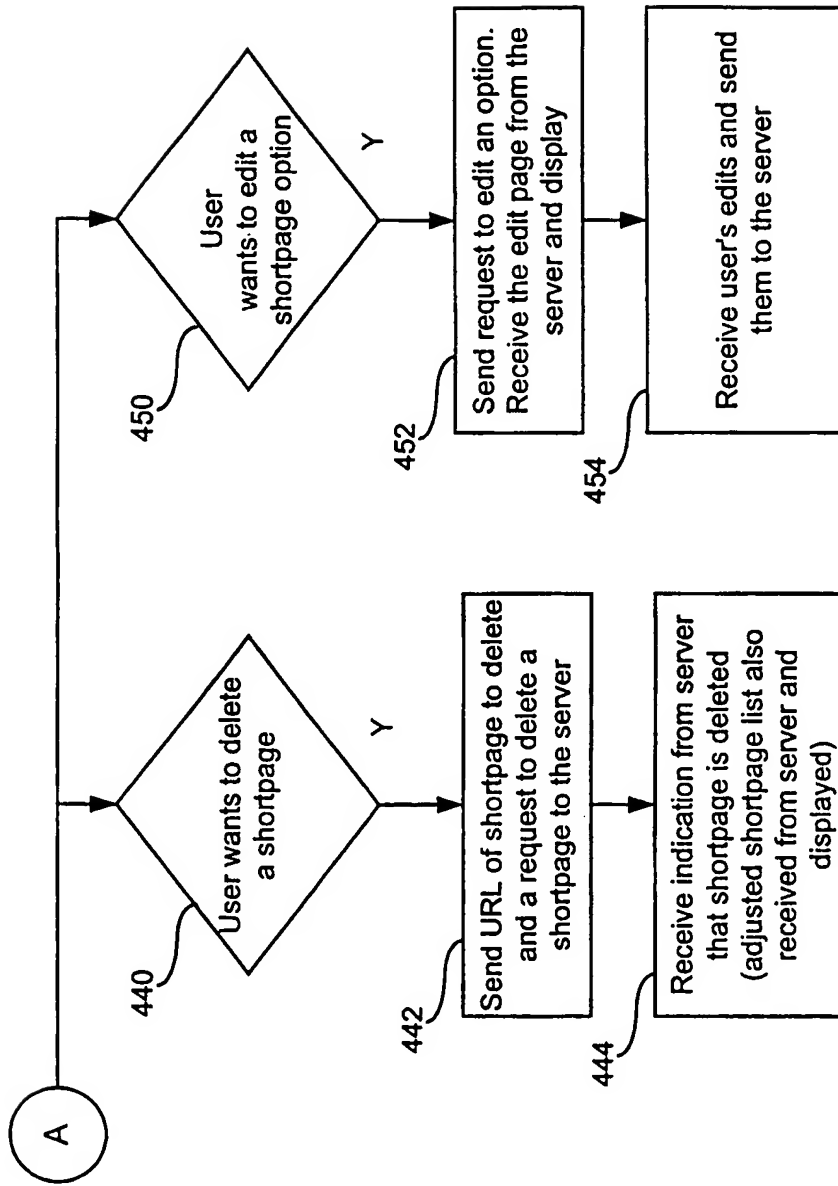 A
440
User wants to delete
a shortpage
Y
442
Send URL of shortpage to delete
and a request to delete a
shortpage to the server
444
Receive indication from server
that shortpage is deleted
(adjusted shortpage list also
received from server and
displayed)
450
User
wants to edit a
shortpage option
Y
452
Send request to edit an option.
Receive the edit page from the
server and display
454
Receive user's edits and send
them to the server